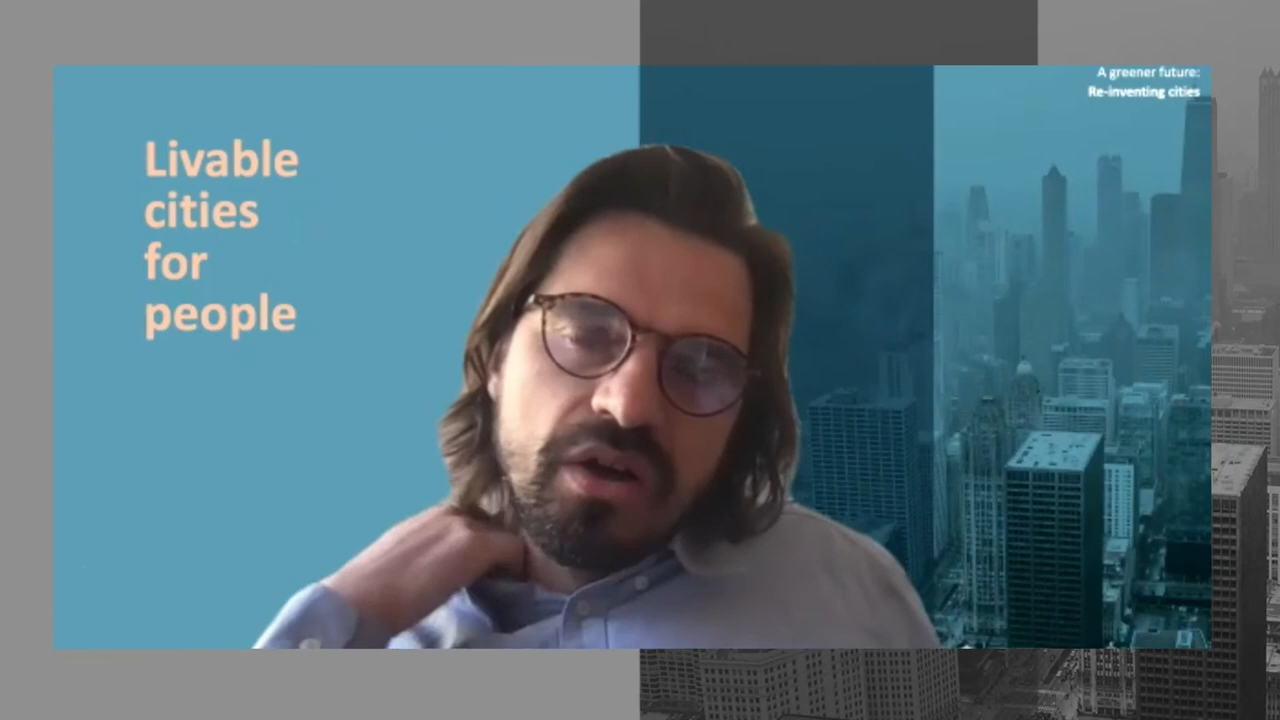 A greener future:
Re-inventing cities
Livable
cities
for
people